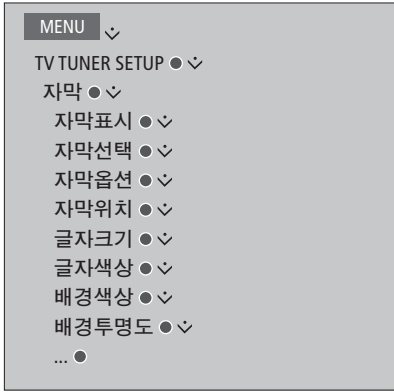 MENU
TV TUNER SETUP
자막
자막표시
자막선택
자막옵션
자막위치
글자크기
글자색상
배경색상
배경투명도
...